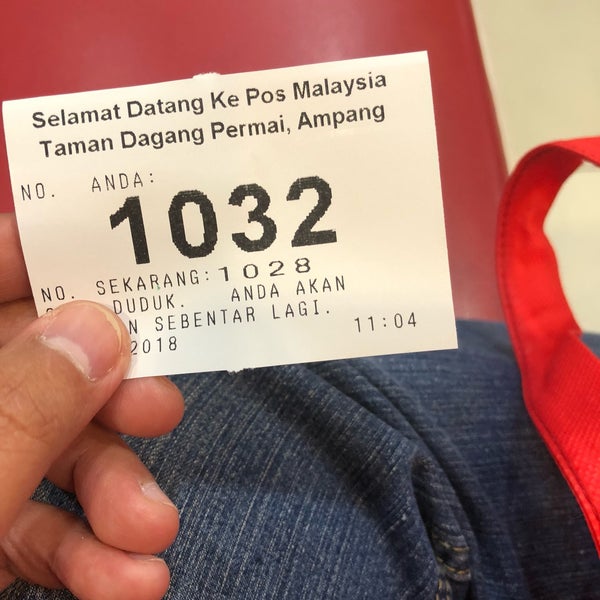 Selamat Datang Ke Pos Malaysia
Taman Dagang Permai, Ampang
NO. ANDA:
1032
NO. SEKARANG: 1028
DUDUK. ANDA AKAN
SEBENTAR LAGI.
2018 11:04